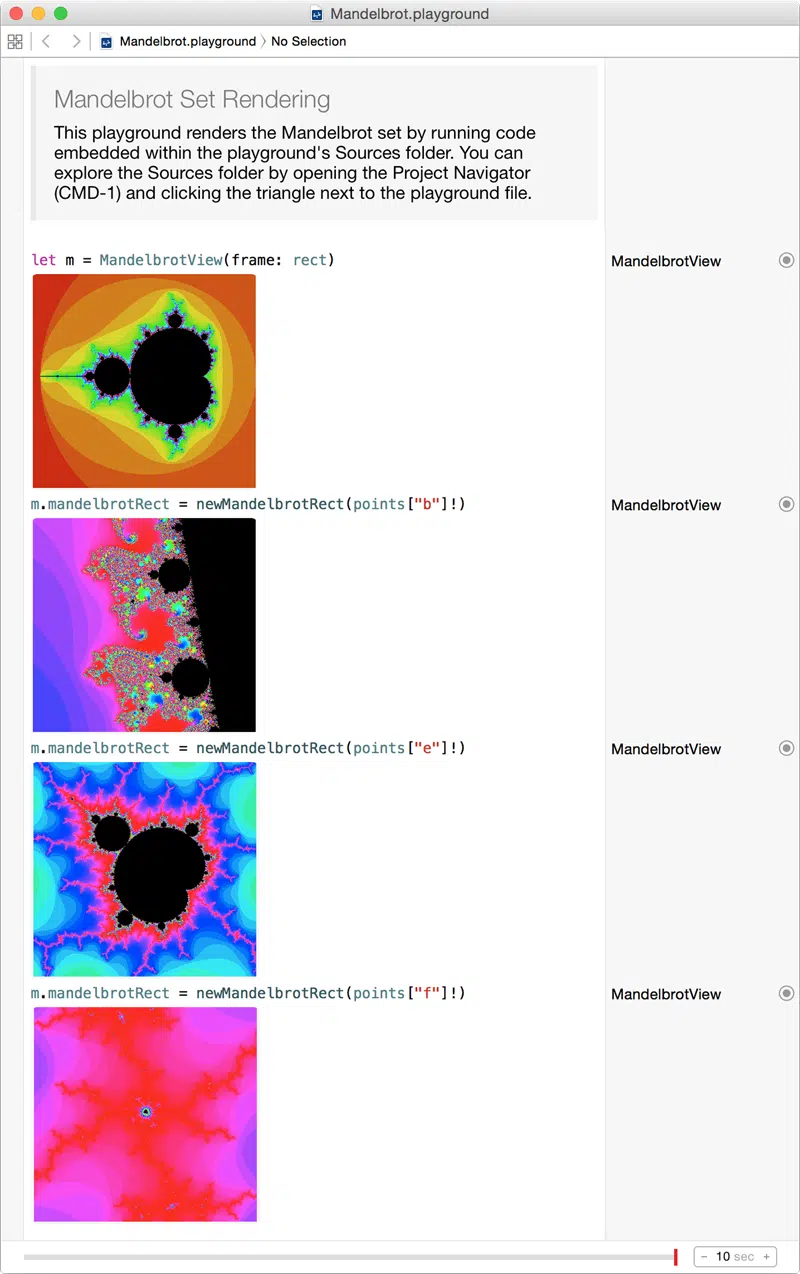 Mandelbrot.playground
Mandelbrot.playground 〉 No Selection
Mandelbrot Set Rendering
This playground renders the Mandelbrot set by running code
embedded within the playground's Sources folder. You can
explore the Sources folder by opening the Project Navigator
(CMD-1) and clicking the triangle next to the playground file.
let m = MandelbrotView(frame: rect)
MandelbrotView
m.mandelbrotRect = newMandelbrotRect(points["b"]!)
MandelbrotView
m.mandelbrotRect = newMandelbrotRect(points["e"]!)
MandelbrotView
m.mandelbrotRect = newMandelbrotRect(points["f"]!)
MandelbrotView
− 10 sec +